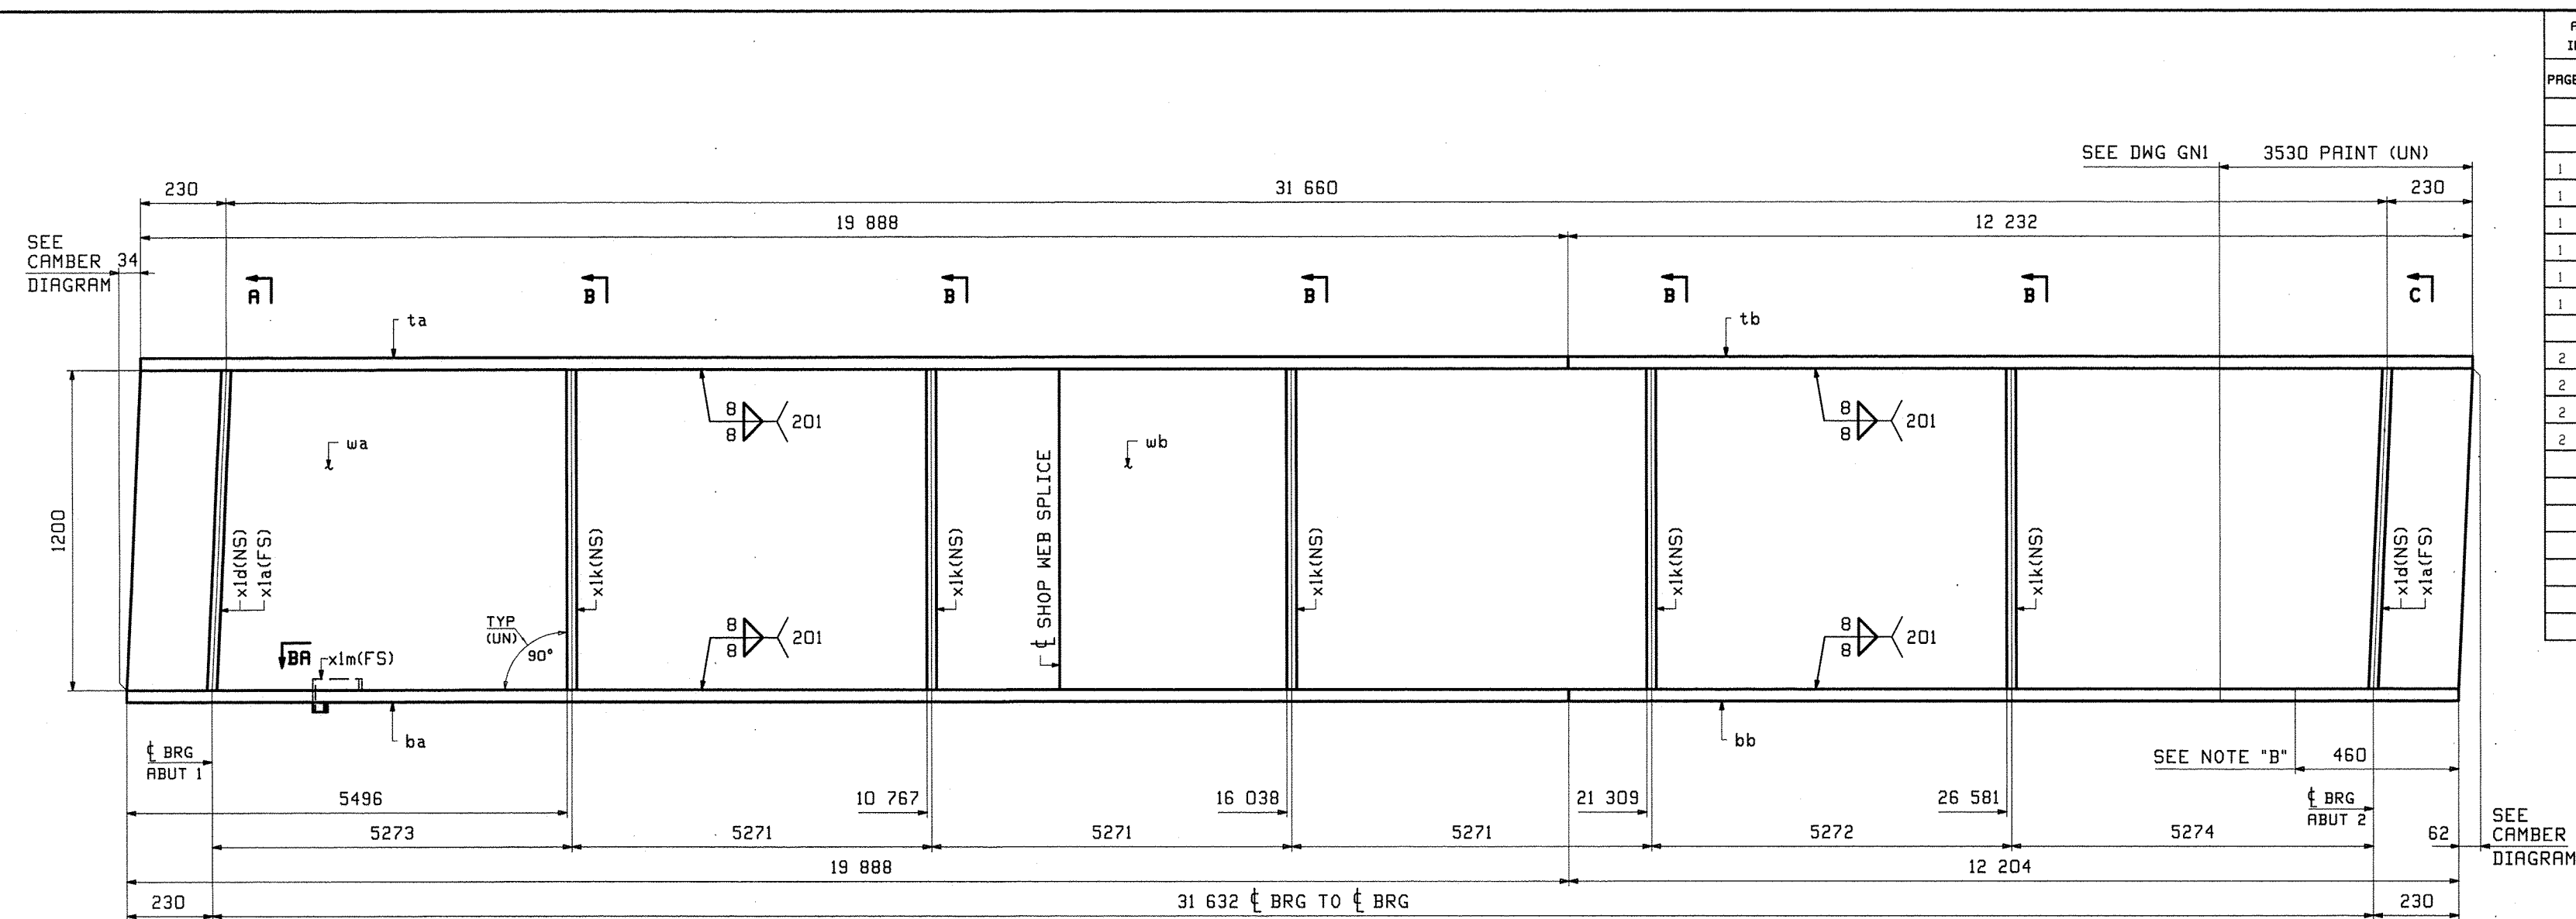 PAGE
SEE DWG GN1
3530 PAINT (UN)
230
31 660
230
19 888
12 232
SEE
CAMBER
DIAGRAM
34
A
B
B
B
B
B
C
ta
tb
1
1
1
1
1
1
2
2
2
2
1200
8
8
201
8
8
201
wa
wb
x1d(NS)
x1a(FS)
x1k(NS)
x1k(NS)
℄ SHOP WEB SPLICE
x1k(NS)
x1k(NS)
x1k(NS)
x1d(NS)
x1a(FS)
TYP
(UN)
90°
8
8
201
8
8
201
BA
x1m(FS)
ba
bb
℄ BRG
ABUT 1
SEE NOTE "B"
460
5496
10 767
16 038
21 309
26 581
℄ BRG
ABUT 2
5273
5271
5271
5271
5272
5274
62
SEE
CAMBER
DIAGRAM
19 888
12 204
230
31 632 ℄ BRG TO ℄ BRG
230